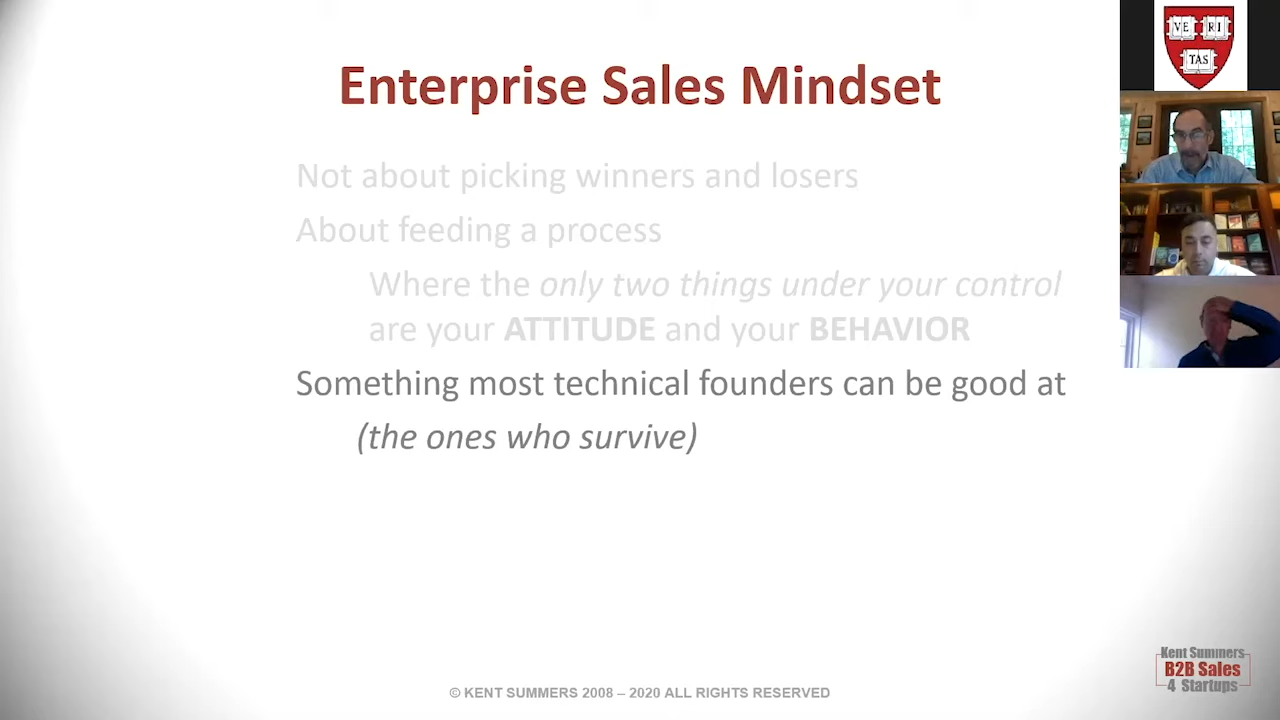 Enterprise Sales Mindset
VE RI
TAS
Not about picking winners and losers
About feeding a process
Where the only two things under your control
are your ATTITUDE and your BEHAVIOR
Something most technical founders can be good at
(the ones who survive)
Kent Summers
B2B Sales
4 Startups
© KENT SUMMERS 2008 – 2020 ALL RIGHTS RESERVED